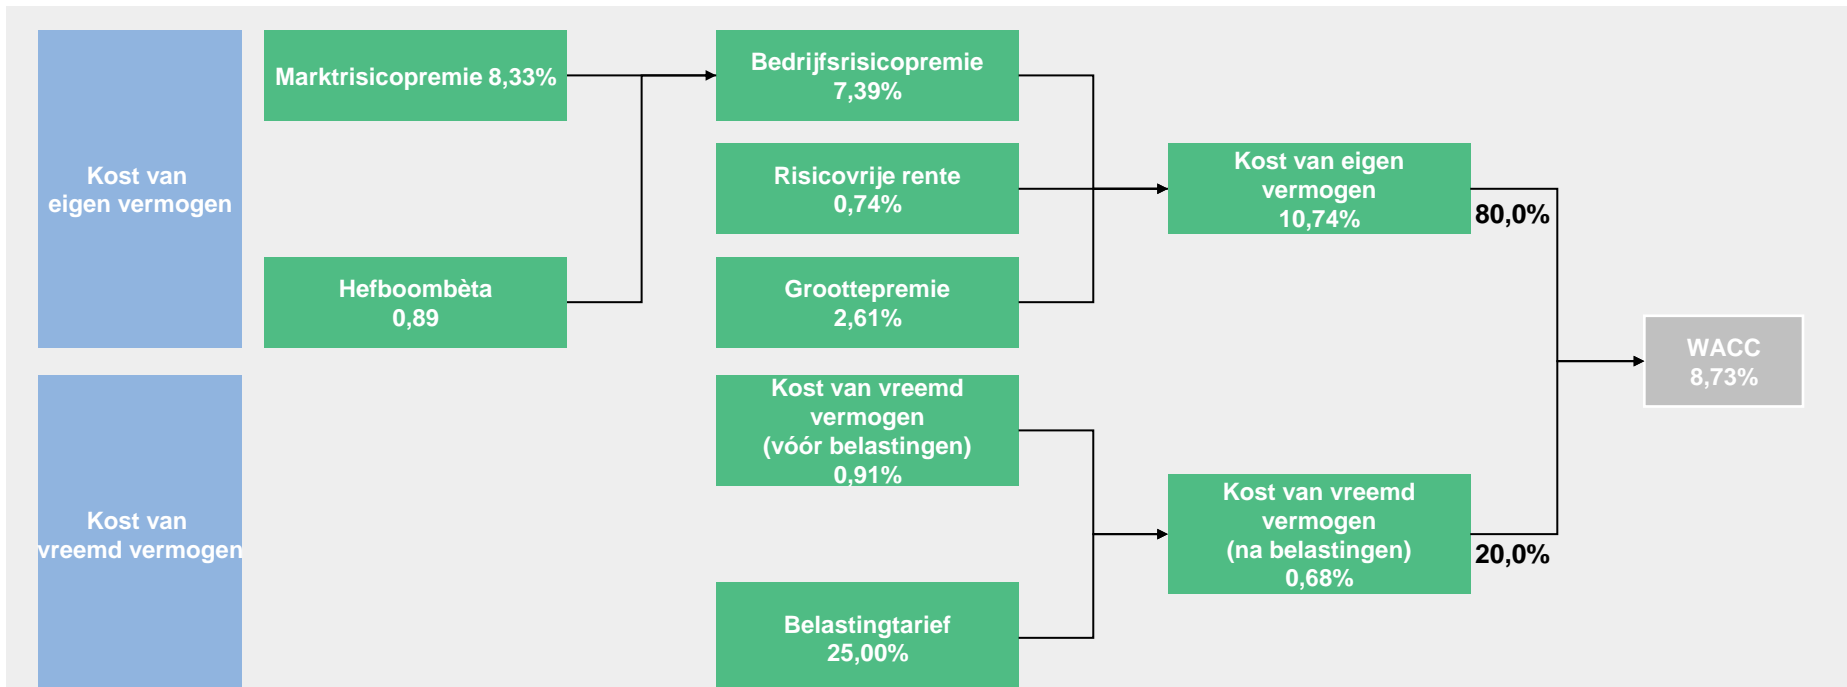 Kost van
eigen vermogen
Marktrisicopremie 8,33%
Hefboombèta
0,89
Bedrijfsrisicopremie
7,39%
Risicovrije rente
0,74%
Groottepremie
2,61%
Kost van eigen
vermogen
10,74%
80,0%
WACC
8,73%
Kost van
vreemd vermogen
Kost van vreemd
vermogen
(vóór belastingen)
0,91%
Belastingtarief
25,00%
Kost van vreemd
vermogen
(na belastingen)
0,68%
20,0%